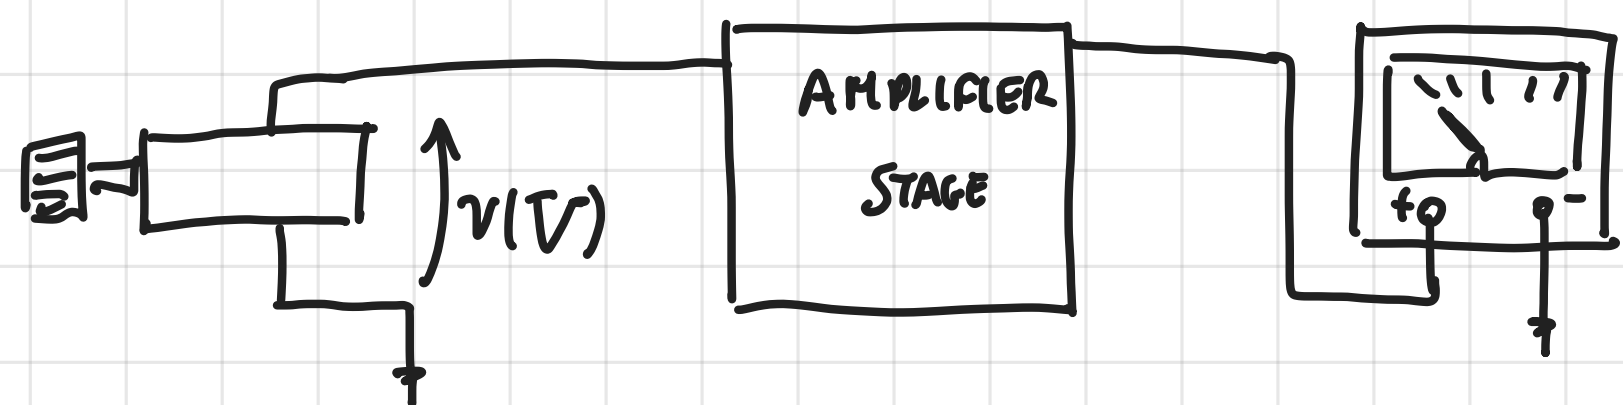 AMPLIFIER
STAGE
v(T)
+ -